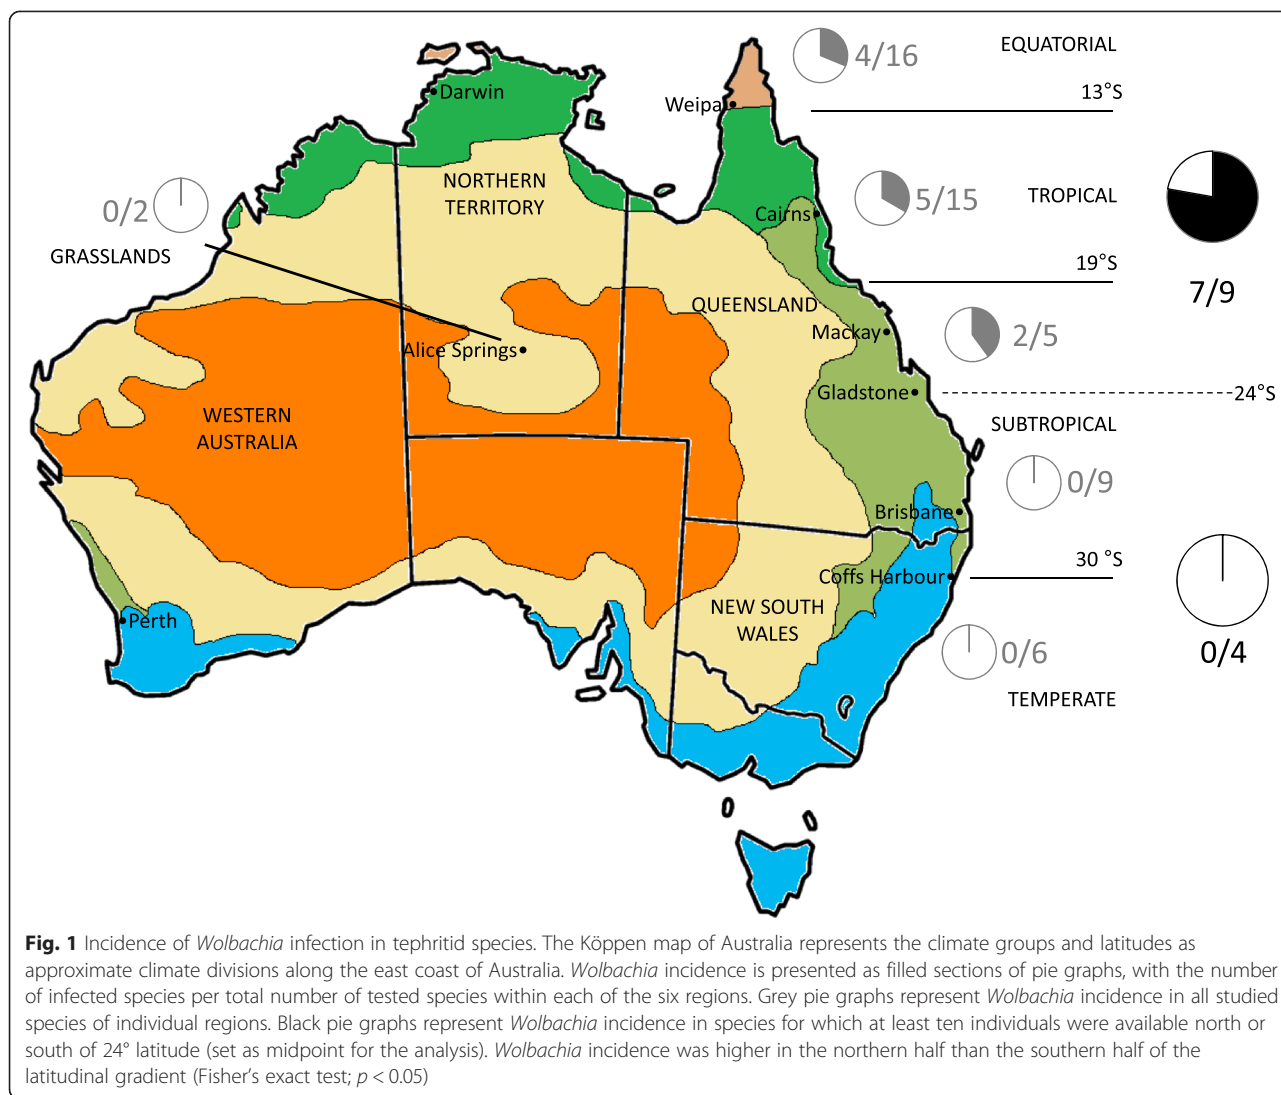 4/16
EQUATORIAL
13°S
Darwin
Weipa
0/2
GRASSLANDS
NORTHERN
TERRITORY
Cairns
5/15
TROPICAL
19°S
7/9
QUEENSLAND
Mackay
2/5
Alice Springs
Gladstone
24°S
WESTERN
AUSTRALIA
SUBTROPICAL
0/9
Brisbane
30 °S
Coffs Harbour
NEW SOUTH
WALES
Perth
0/6
0/4
TEMPERATE
Fig. 1 Incidence of Wolbachia infection in tephritid species. The Köppen map of Australia represents the climate groups and latitudes as
approximate climate divisions along the east coast of Australia. Wolbachia incidence is presented as filled sections of pie graphs, with the number
of infected species per total number of tested species within each of the six regions. Grey pie graphs represent Wolbachia incidence in all studied
species of individual regions. Black pie graphs represent Wolbachia incidence in species for which at least ten individuals were available north or
south of 24° latitude (set as midpoint for the analysis). Wolbachia incidence was higher in the northern half than the southern half of the
latitudinal gradient (Fisher's exact test; p < 0.05)